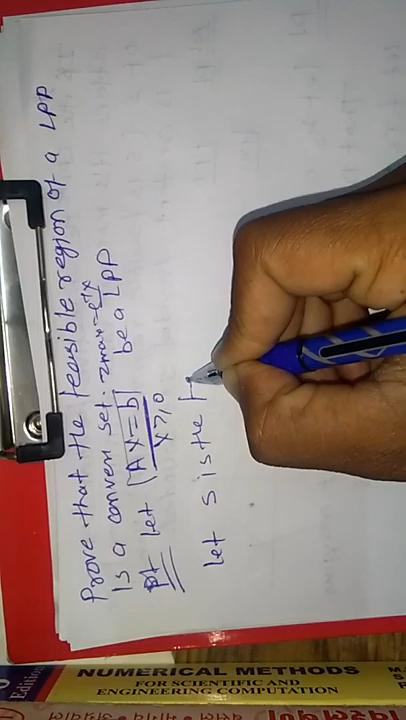 Prove that the feasible region of a LPP
is a convex set. zmax = cTx
Pf let (AX = b) be a LPP
X ≥ 0
Let S is the f
NUMERICAL METHODS
FOR SCIENTIFIC AND
ENGINEERING COMPUTATION
Edition
M.
S.